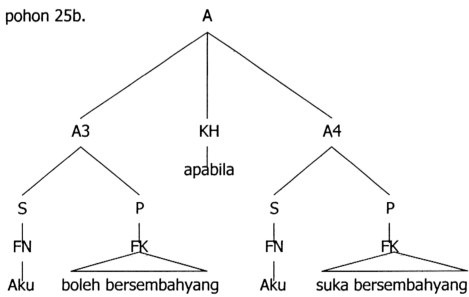 pohon 25b. A
A3 KH A4
apabila
S P S P
FN FK FN FK
Aku boleh bersembahyang Aku suka bersembahyang